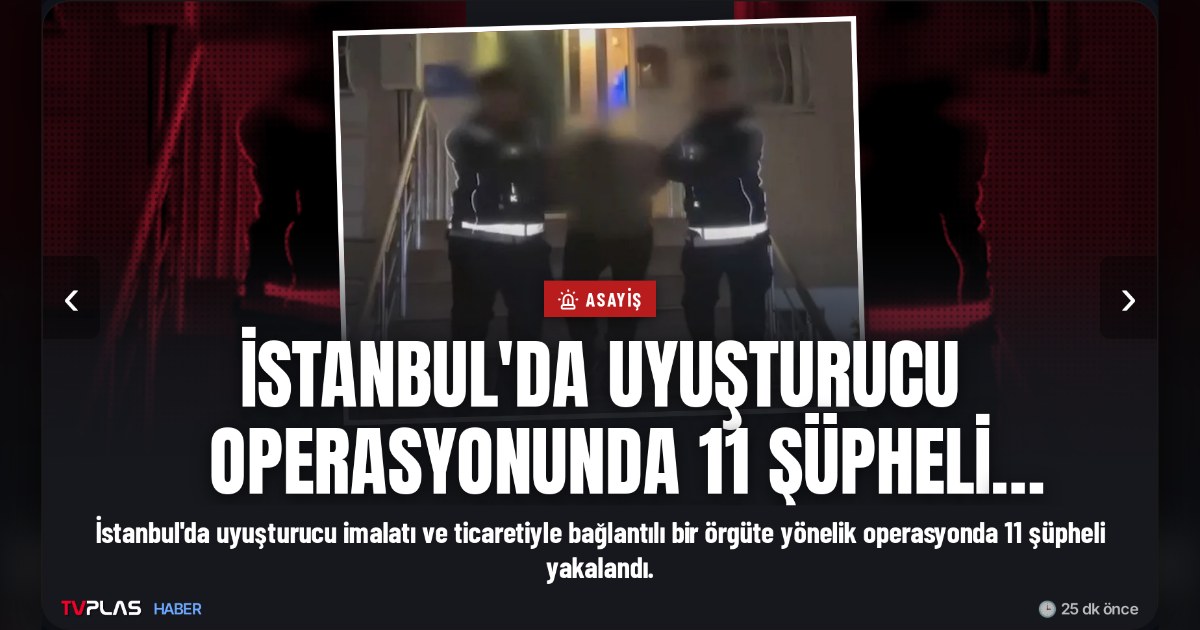 ASAYİŞ
İSTANBUL'DA UYUŞTURUCU
OPERASYONUNDA 11 ŞÜPHELİ...
İstanbul'da uyuşturucu imalatı ve ticaretiyle bağlantılı bir örgüte yönelik operasyonda 11 şüpheli
yakalandı.
TVPLAS HABER
25 dk önce